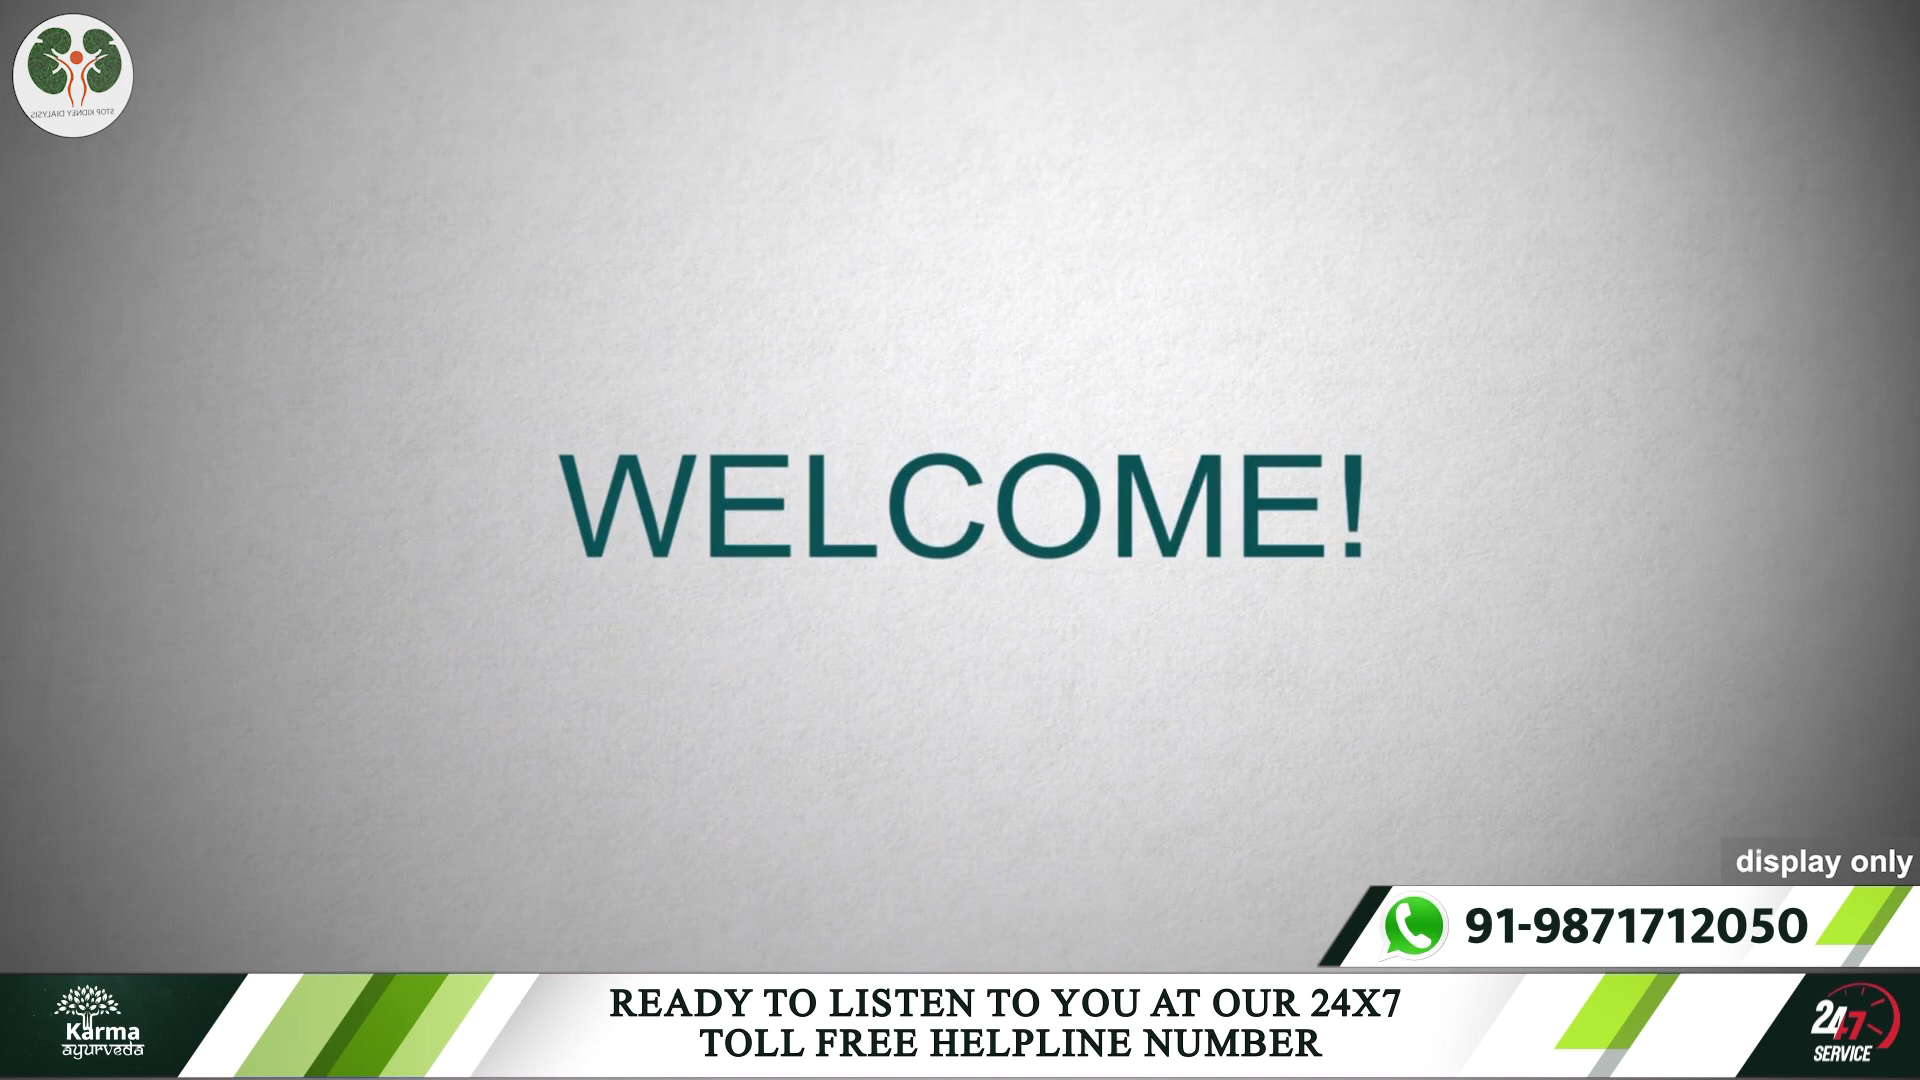 STOP KIDNEY DIALYSIS
WELCOME!
display only
91-9871712050
READY TO LISTEN TO YOU AT OUR 24X7
TOLL FREE HELPLINE NUMBER
Karma
ayurveda
24-7
SERVICE